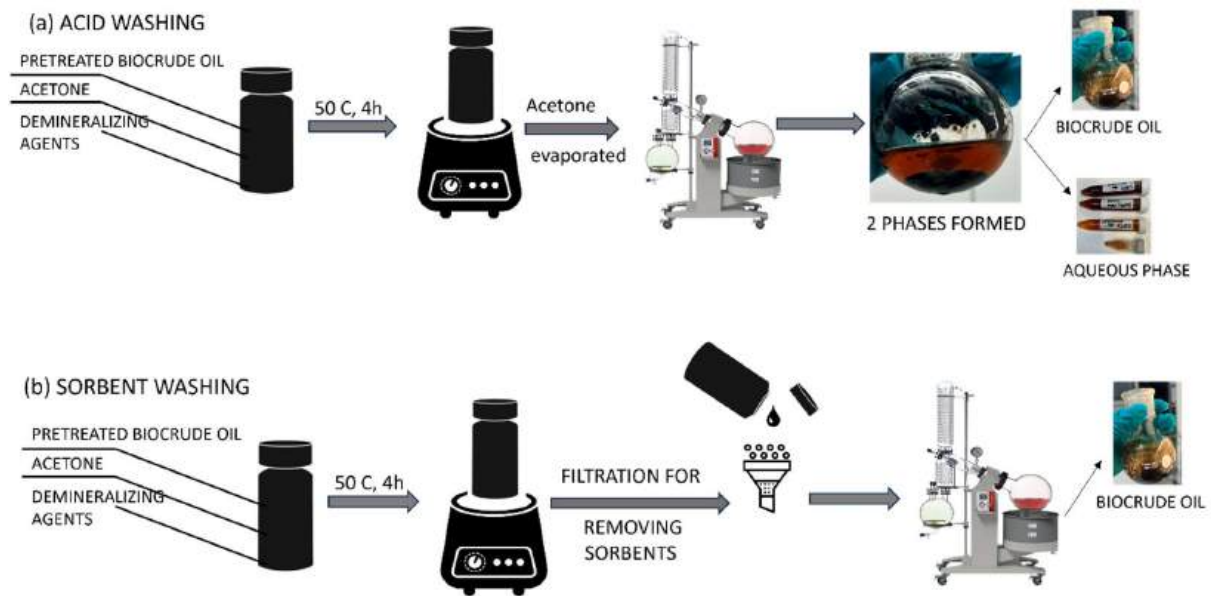 (a) ACID WASHING
PRETREATED BIOCRUDE OIL
ACETONE
DEMINERALIZING
AGENTS
50 C, 4h
Acetone
evaporated
2 PHASES FORMED
BIOCRUDE OIL
AQUEOUS PHASE
(b) SORBENT WASHING
PRETREATED BIOCRUDE OIL
ACETONE
DEMINERALIZING
AGENTS
50 C, 4h
FILTRATION FOR
REMOVING
SORBENTS
BIOCRUDE OIL